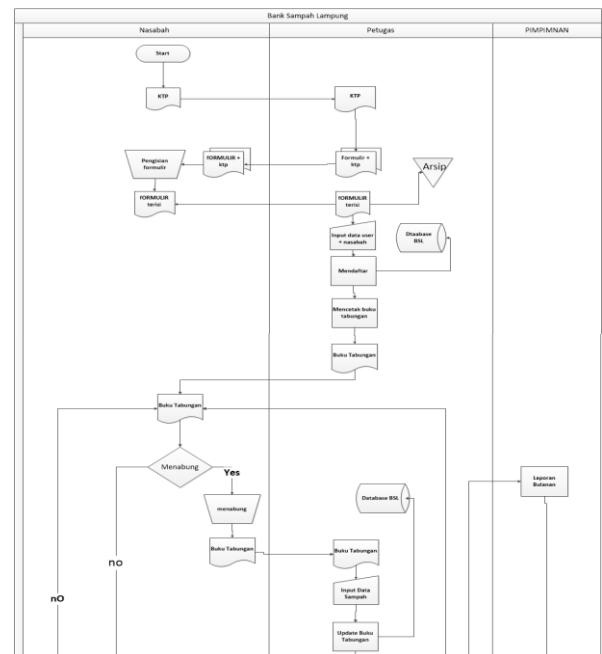 Bank Sampah Lampung
Nasabah
Petugas
PIMPIMNAN
Start
KTP
KTP
Pengisian
formulir
fORMULIR +
ktp
Formulir +
ktp
Arsip
fORMULIR
terisi
fORMULIR
terisi
Input data user
+ nasabah
Dtaabase
BSL
Mendaftar
Mencetak buku
tabungan
Buku Tabungan
Buku Tabungan
Menabung
Yes
Laporan
Bulanan
menabung
Database BSL
Buku Tabungan
Buku Tabungan
no
nO
Input Data
Sampah
Update Buku
Tabungan